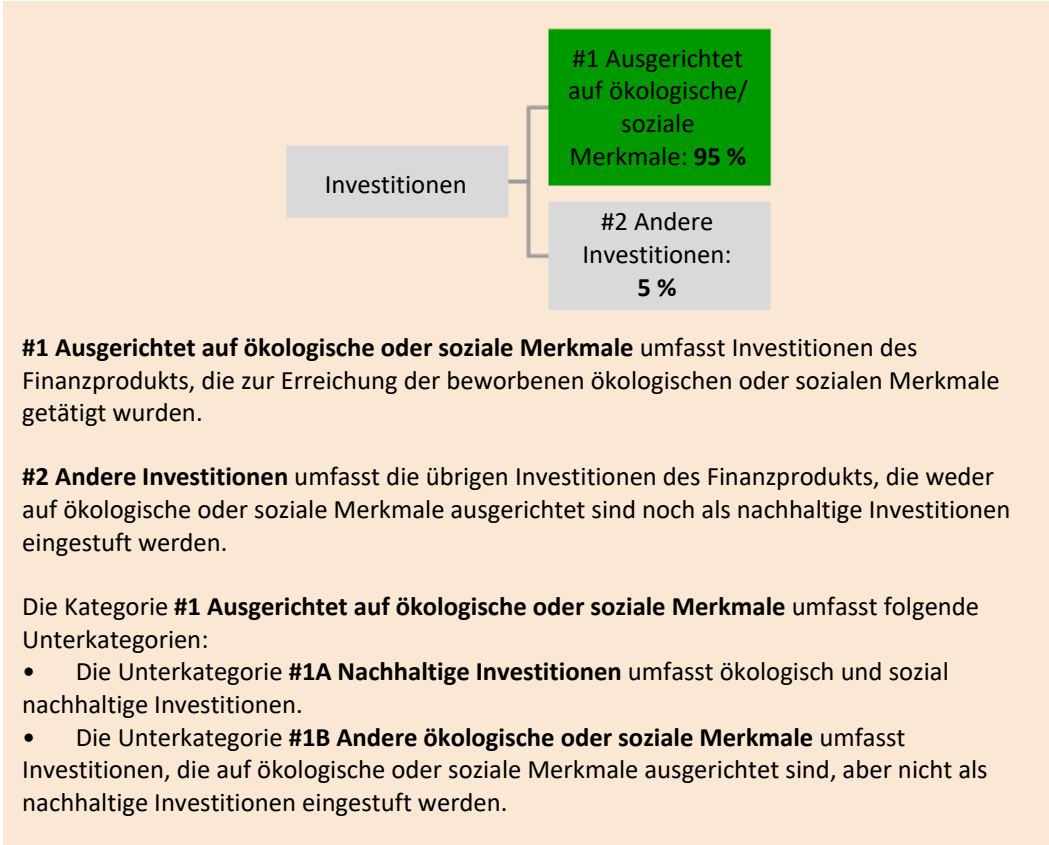 #1 Ausgerichtet
auf ökologische/
soziale
Merkmale: 95 %
Investitionen
#2 Andere
Investitionen:
5 %
#1 Ausgerichtet auf ökologische oder soziale Merkmale umfasst Investitionen des
Finanzprodukts, die zur Erreichung der beworbenen ökologischen oder sozialen Merkmale
getätigt wurden.
#2 Andere Investitionen umfasst die übrigen Investitionen des Finanzprodukts, die weder
auf ökologische oder soziale Merkmale ausgerichtet sind noch als nachhaltige Investitionen
eingestuft werden.
Die Kategorie #1 Ausgerichtet auf ökologische oder soziale Merkmale umfasst folgende
Unterkategorien:
• Die Unterkategorie #1A Nachhaltige Investitionen umfasst ökologisch und sozial
nachhaltige Investitionen.
• Die Unterkategorie #1B Andere ökologische oder soziale Merkmale umfasst
Investitionen, die auf ökologische oder soziale Merkmale ausgerichtet sind, aber nicht als
nachhaltige Investitionen eingestuft werden.